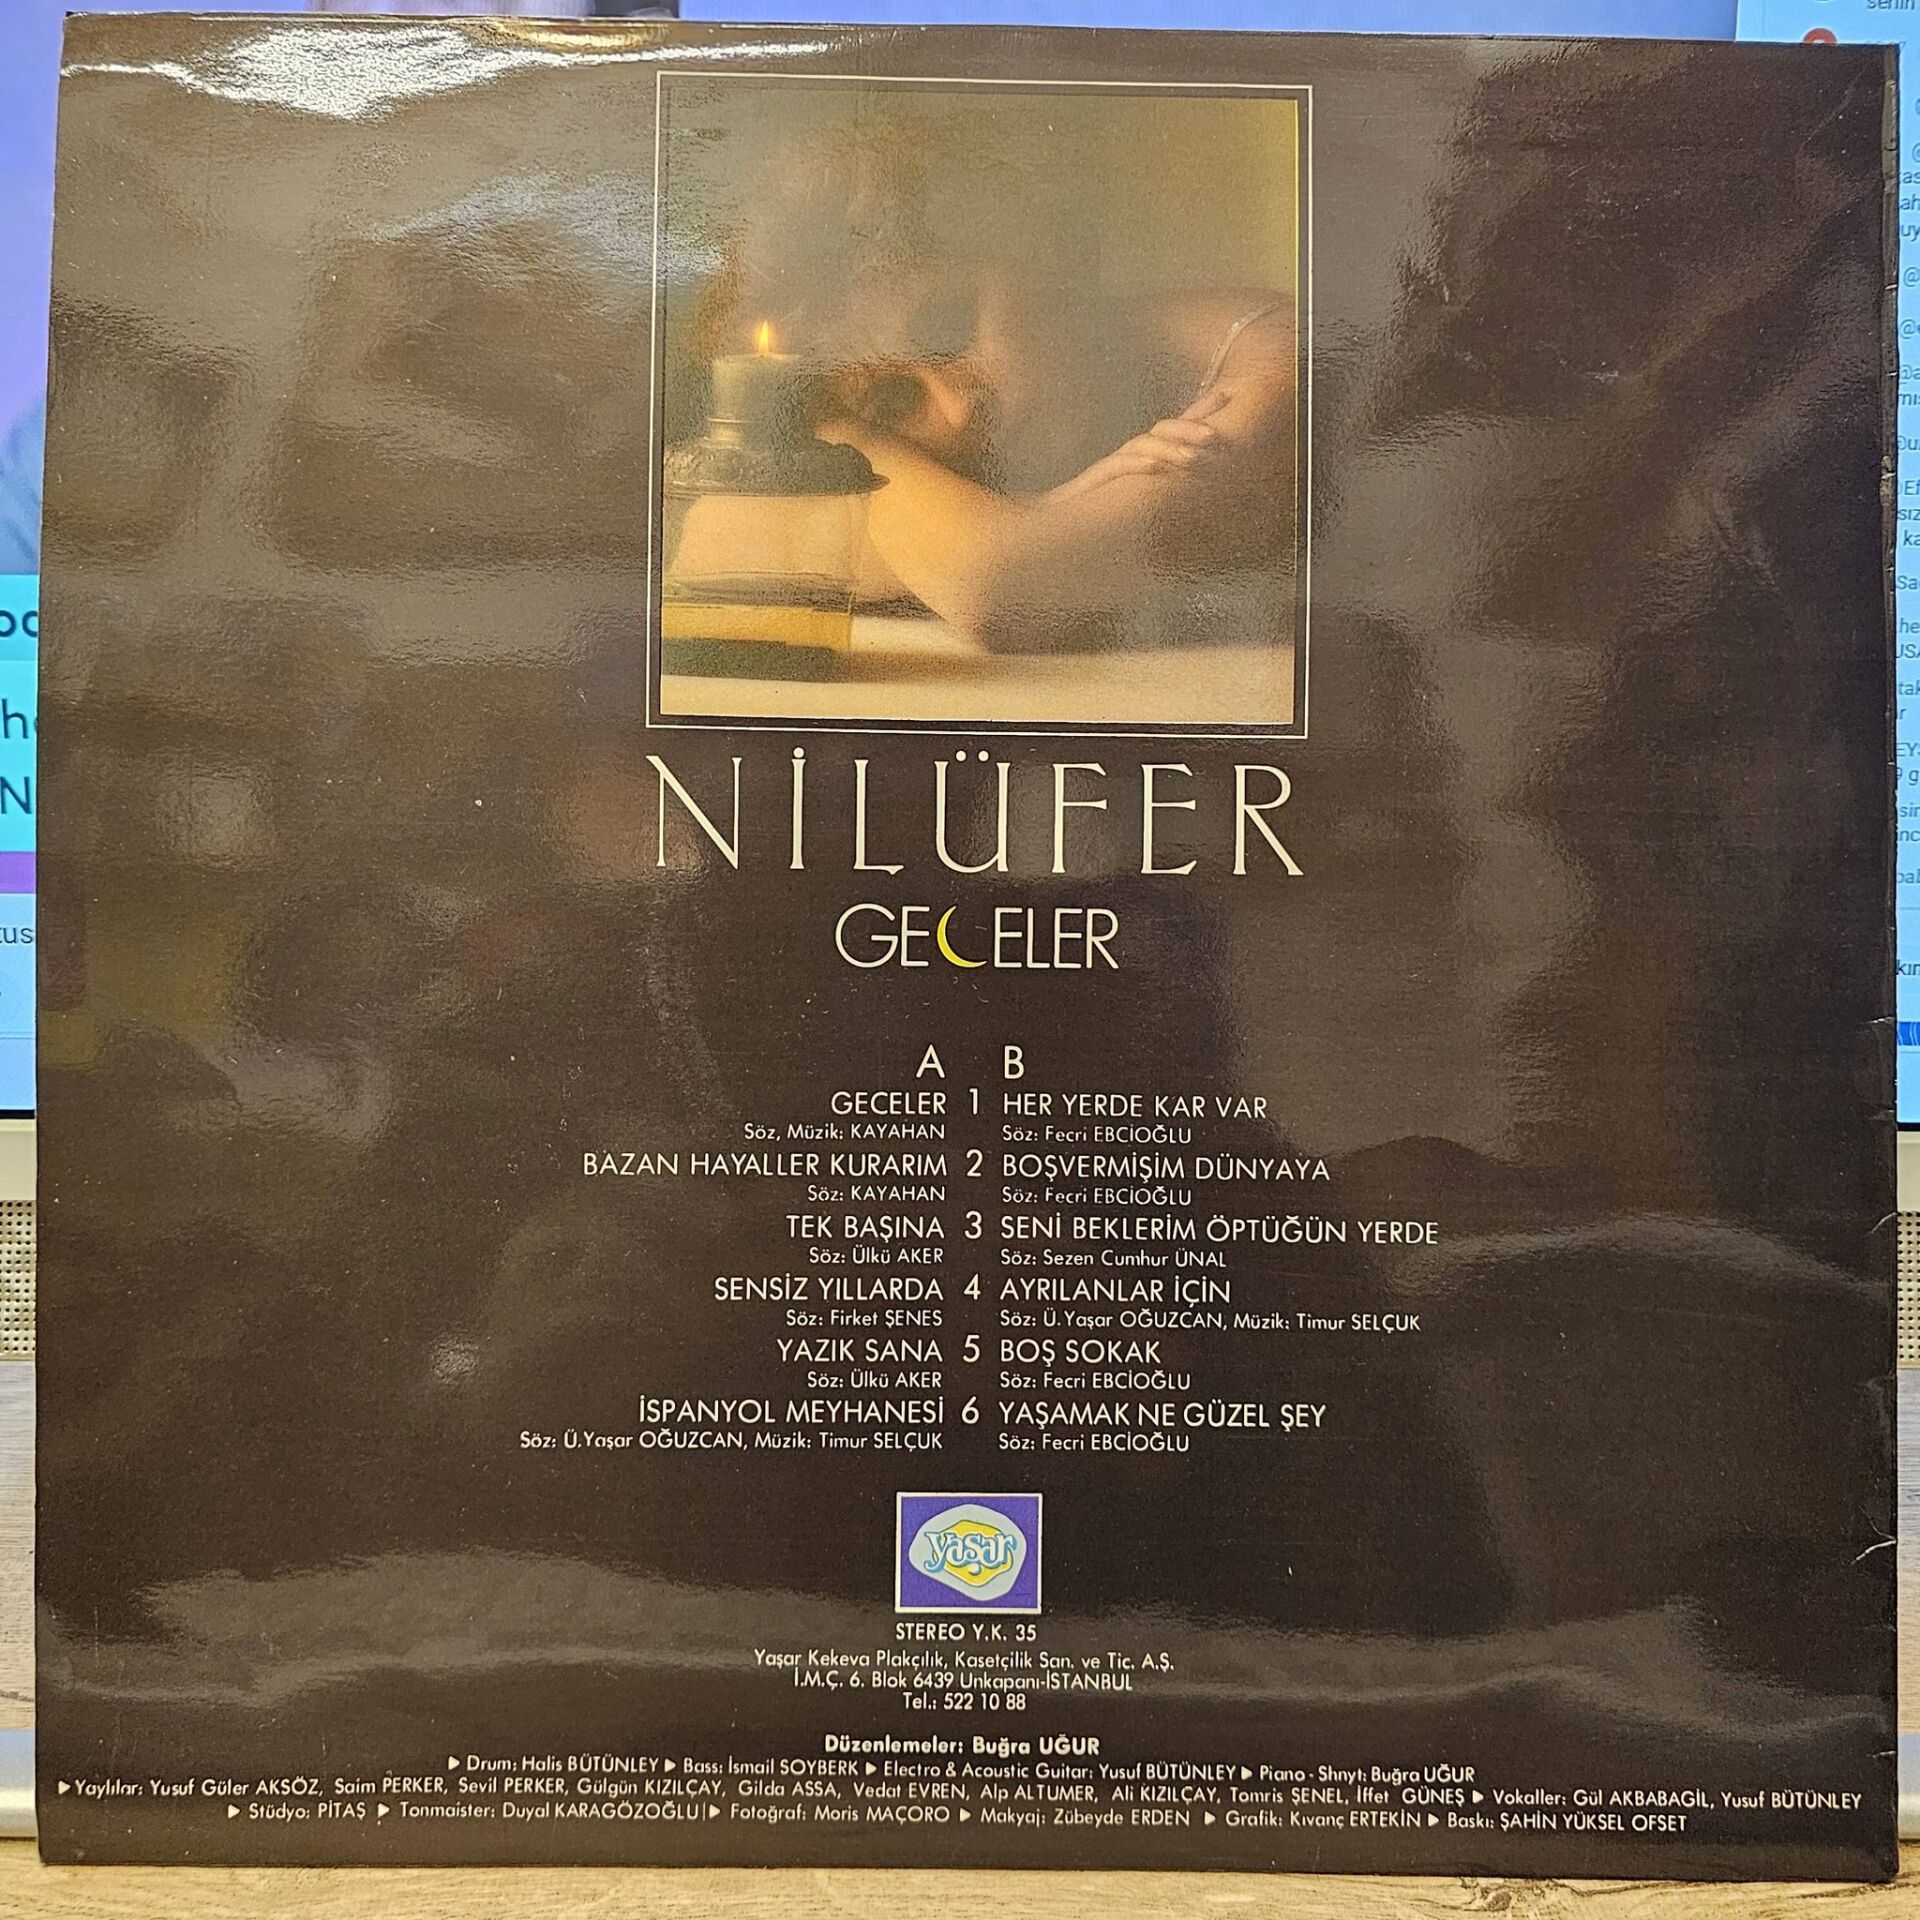 NİLÜFER
GECELER
A
GECELER 1
Söz, Müzik: KAYAHAN
BAZAN HAYALLER KURARIM 2
Söz: KAYAHAN
TEK BAŞINA 3
Söz: Ülkü AKER
SENSİZ YILLARDA 4
Söz: Firket ŞENES
YAZIK SANA 5
Söz: Ülkü AKER
İSPANYOL MEYHANESİ 6
Söz: Ü.Yaşar OĞUZCAN, Müzik: Timur SELÇUK
B
HER YERDE KAR VAR
Söz: Fecri EBCİOĞLU
BOŞVERMİŞİM DÜNYAYA
Söz: Fecri EBCİOĞLU
SENİ BEKLERİM ÖPTÜĞÜN YERDE
Söz: Sezen Cumhur ÜNAL
AYRILANLAR İÇİN
Söz: Ü.Yaşar OĞUZCAN, Müzik: Timur SELÇUK
BOŞ SOKAK
Söz: Fecri EBCİOĞLU
YAŞAMAK NE GÜZEL ŞEY
Söz: Fecri EBCİOĞLU
yaşar
STEREO Y.K. 35
Yaşar Kekeva Plakçılık, Kasetçilik San. ve Tic. A.Ş.
İ.M.Ç. 6. Blok 6439 Unkapanı-İSTANBUL
Tel.: 522 10 88
Düzenlemeler: Buğra UĞUR
▶ Drum: Halis BÜTÜNLEY ▶ Bass: İsmail SOYBERK ▶ Electro & Acoustic Guitar: Yusuf BÜTÜNLEY ▶ Piano - Shnyt: Buğra UĞUR
▶ Yaylılar: Yusuf Güler AKSÖZ, Saim PERKER, Sevil PERKER, Gülgün KIZILÇAY, Gilda ASSA, Vedat EVREN, Alp ALTUMER, Ali KIZILÇAY, Tomris ŞENEL, İffet GÜNEŞ ▶ Vokaller: Gül AKBABAGİL, Yusuf BÜTÜNLEY
▶ Stüdyo: PİTAŞ ▶ Tonmaister: Duyal KARAGÖZOĞLU ▶ Fotoğraf: Moris MAÇORO ▶ Makyaj: Zübeyde ERDEN ▶ Grafik: Kıvanç ERTEKİN ▶ Baskı: ŞAHİN YÜKSEL OFSET